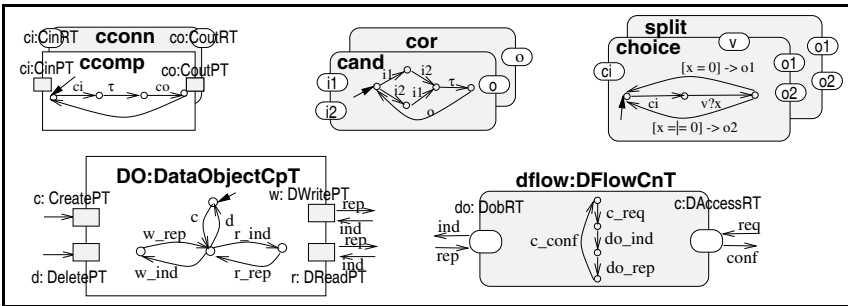 ci:CinRT cconn co:CoutRT
ccomp
ci:CinPT co:CoutPT
ci τ co
cor
cand
o
i1
i2
i1 i2 τ
i2 i1
o
o
split
choice v
ci
o1
o1
o2
o2
[x = 0] -> o1
ci v?x
[x =|= 0] -> o2
DO:DataObjectCpT
c: CreatePT
d: DeletePT
w: DWritePT
rep
ind
rep
ind
r: DReadPT
c d
w_rep r_ind
w_ind r_rep
dflow:DFlowCnT
do: DobRT
c:DAccessRT
ind
rep
req
conf
c_req
c_conf do_ind
do_rep